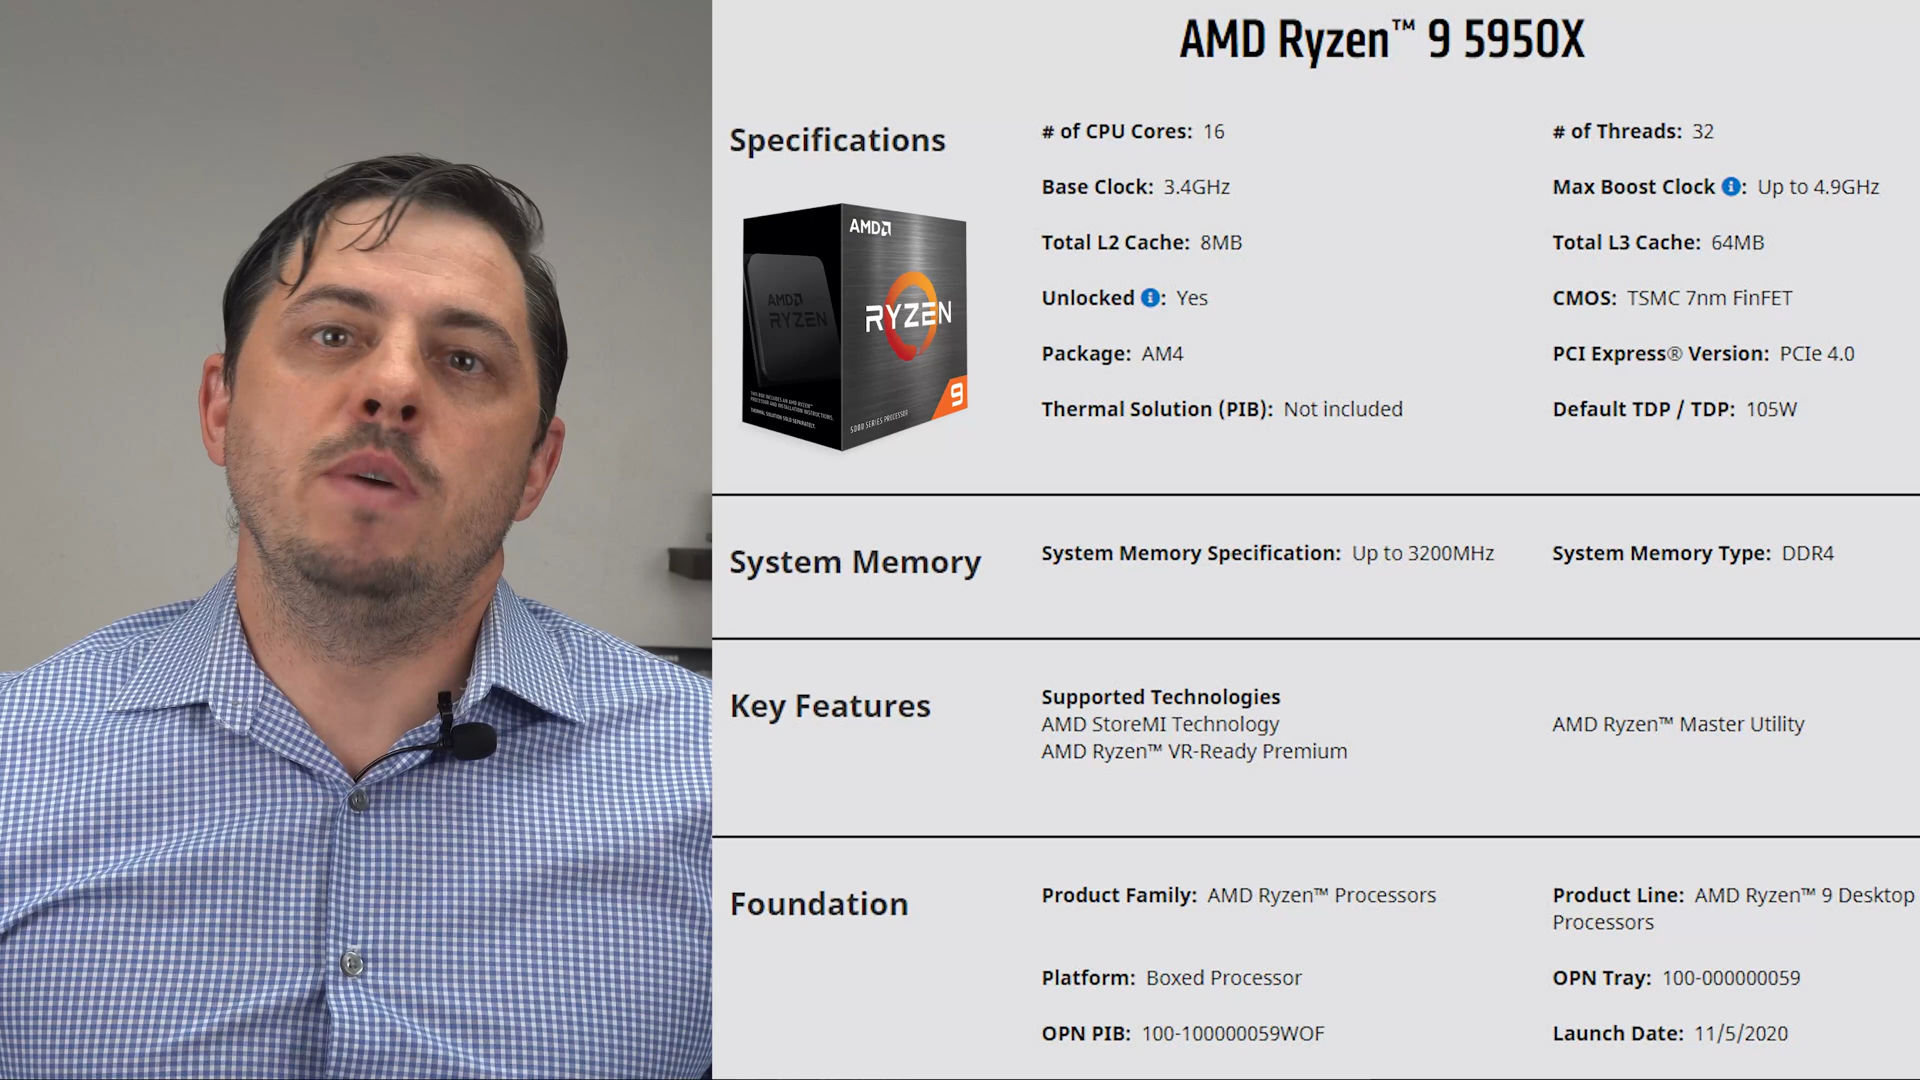 AMD Ryzen™ 9 5950X
Specifications
# of CPU Cores: 16
# of Threads: 32
Base Clock: 3.4GHz
Max Boost Clock : Up to 4.9GHz
Total L2 Cache: 8MB
Total L3 Cache: 64MB
Unlocked : Yes
CMOS: TSMC 7nm FinFET
Package: AM4
PCI Express® Version: PCIe 4.0
Thermal Solution (PIB): Not included
Default TDP / TDP: 105W
AMD
RYZEN
AMD
RYZEN
9
5000 SERIES PROCESSOR
System Memory
System Memory Specification: Up to 3200MHz
System Memory Type: DDR4
Key Features
Supported Technologies
AMD StoreMI Technology
AMD Ryzen™ VR-Ready Premium
AMD Ryzen™ Master Utility
Foundation
Product Family: AMD Ryzen™ Processors
Product Line: AMD Ryzen™ 9 Desktop
Processors
Platform: Boxed Processor
OPN Tray: 100-000000059
OPN PIB: 100-100000059WOF
Launch Date: 11/5/2020